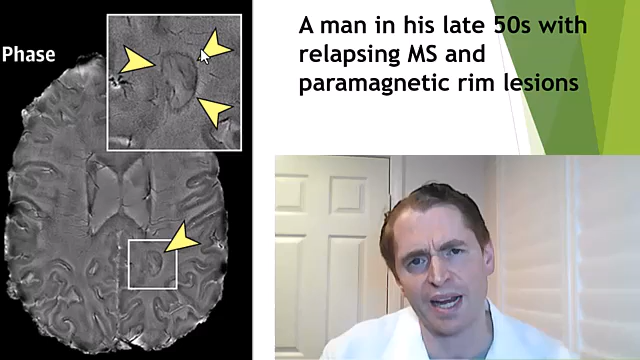 Phase
A man in his late 50s with
relapsing MS and
paramagnetic rim lesions